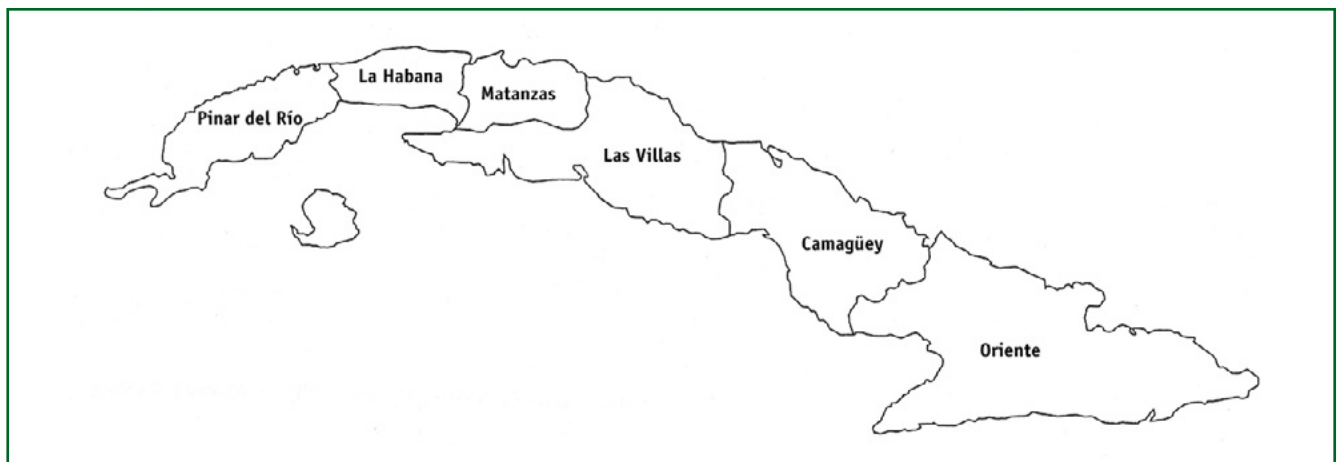 La Habana
Matanzas
Pinar del Río
Las Villas
Camagüey
Oriente